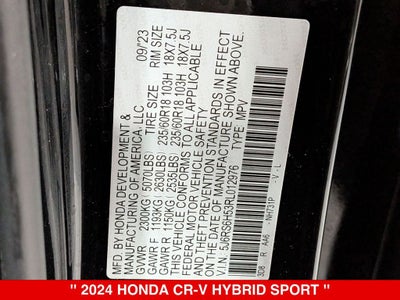 MFD. BY HONDA DEVELOPMENT &
MANUFACTURING OF AMERICA, LLC 09/23
GVWR 2300KG (5070LBS) TIRE SIZE RIM SIZE
GAWR F 1193KG (2630LBS) 235/60R18 103H 18X7.5J
GAWR R 1150KG (2535LBS) 235/60R18 103H 18X7.5J
THIS VEHICLE CONFORMS TO ALL APPLICABLE
FEDERAL MOTOR VEHICLE SAFETY
AND THEFT PREVENTION STANDARDS IN EFFECT
ON THE DATE OF MANUFACTURE SHOWN ABOVE.
V.I.N. 5J6RS6H53RL012976 TYPE MPV
3D8 R AA6 NH731P - V - L
" 2024 HONDA CR-V HYBRID SPORT "